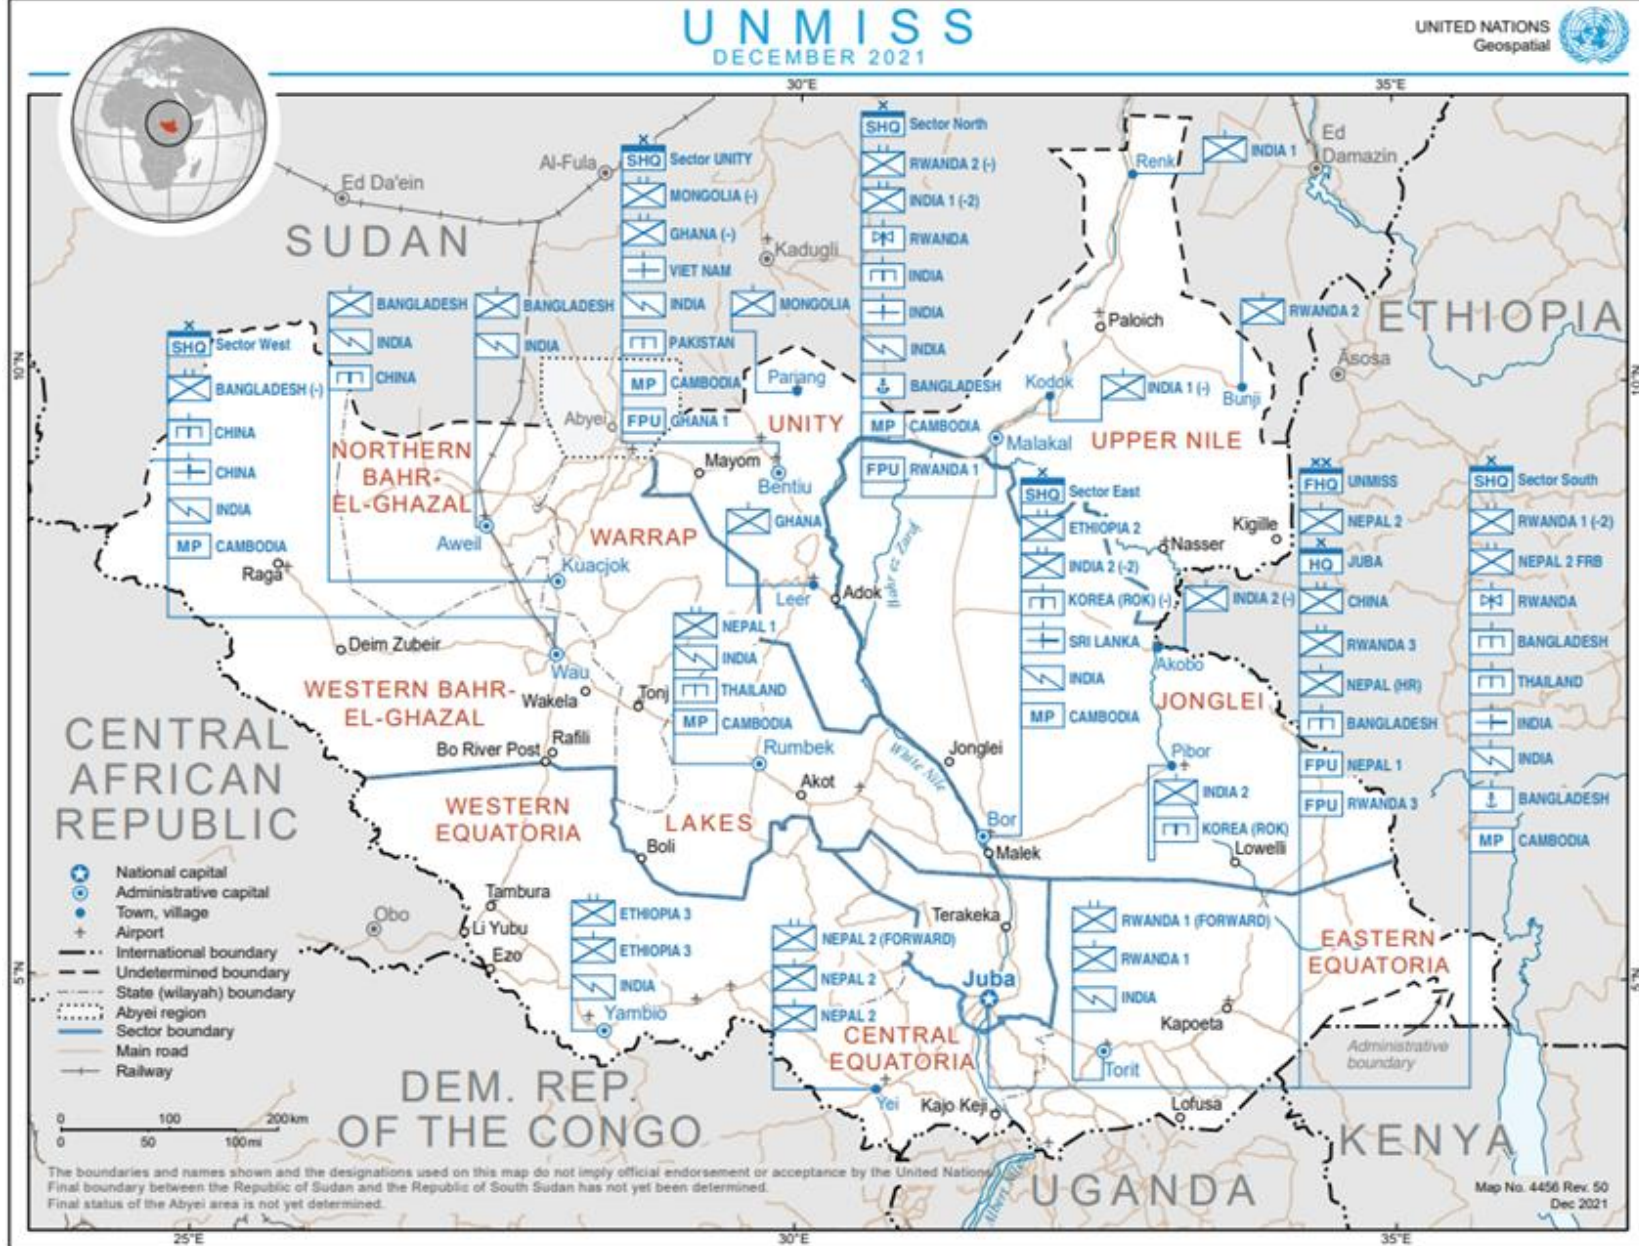 UNMISS
DECEMBER 2021
UNITED NATIONS
Geospatial
30°E
35°E
SHQ Sector North
RWANDA 2 (-)
INDIA 1 (-2)
RWANDA
INDIA
INDIA
INDIA
BANGLADESH
MP CAMBODIA
FPU RWANDA 1
SHQ Sector UNITY
MONGOLIA (-)
GHANA (-)
VIET NAM
INDIA
PAKISTAN
MP CAMBODIA
FPU GHANA 1
Renk
INDIA 1
Ed
Damazin
Al-Fula
Ed Da'ein
SUDAN
Kadugli
MONGOLIA
BANGLADESH
INDIA
CHINA
BANGLADESH
INDIA
RWANDA 2
ETHIOPIA
Paloich
Asosa
SHQ Sector West
BANGLADESH (-)
CHINA
CHINA
INDIA
MP CAMBODIA
10°N
10°N
Pariang
Kodok
INDIA 1 (-)
Bunji
Abyei
UNITY
Malakal
UPPER NILE
NORTHERN
BAHR-
EL-GHAZAL
Mayom
Bentiu
SHQ Sector East
ETHIOPIA 2
INDIA 2 (-2)
KOREA (ROK) (-)
SRI LANKA
INDIA
MP CAMBODIA
FHQ UNMISS
NEPAL 2
HQ JUBA
CHINA
RWANDA 3
NEPAL (HR)
BANGLADESH
FPU NEPAL 1
FPU RWANDA 3
SHQ Sector South
RWANDA 1 (-2)
NEPAL 2 FRB
RWANDA
BANGLADESH
THAILAND
INDIA
INDIA
BANGLADESH
MP CAMBODIA
GHANA
WARRAP
Aweil
Kuacjok
Raga
Kigille
Nasser
Bahr ez Zaraf
Leer
Adok
INDIA 2 (-)
Akobo
NEPAL 1
INDIA
THAILAND
MP CAMBODIA
Deim Zubeir
Wau
Wakela
Tonj
WESTERN BAHR-
EL-GHAZAL
JONGLEI
CENTRAL
AFRICAN
REPUBLIC
Bo River Post
Rafili
Rumbek
White Nile
Jonglei
Pibor
INDIA 2
KOREA (ROK)
Akot
WESTERN
EQUATORIA
LAKES
Bor
Malek
Lowelli
Boli
National capital
Administrative capital
Town, village
Airport
International boundary
Undetermined boundary
State (wilayah) boundary
Abyei region
Sector boundary
Main road
Railway
Tambura
Obo
Li Yubu
Ezo
ETHIOPIA 3
ETHIOPIA 3
INDIA
Yambio
Terakeka
NEPAL 2 (FORWARD)
NEPAL 2
NEPAL 2
RWANDA 1 (FORWARD)
RWANDA 1
INDIA
EASTERN
EQUATORIA
5°N
5°N
Juba
CENTRAL
EQUATORIA
Kapoeta
Administrative
boundary
Torit
Yei
Kajo Keji
Lofusa
DEM. REP.
OF THE CONGO
KENYA
UGANDA
0 100 200 km
0 50 100 mi
The boundaries and names shown and the designations used on this map do not imply official endorsement or acceptance by the United Nations
Final boundary between the Republic of Sudan and the Republic of South Sudan has not yet been determined.
Final status of the Abyei area is not yet determined.
Albert Nile
Map No. 4456 Rev. 50
Dec 2021
25°E
30°E
35°E